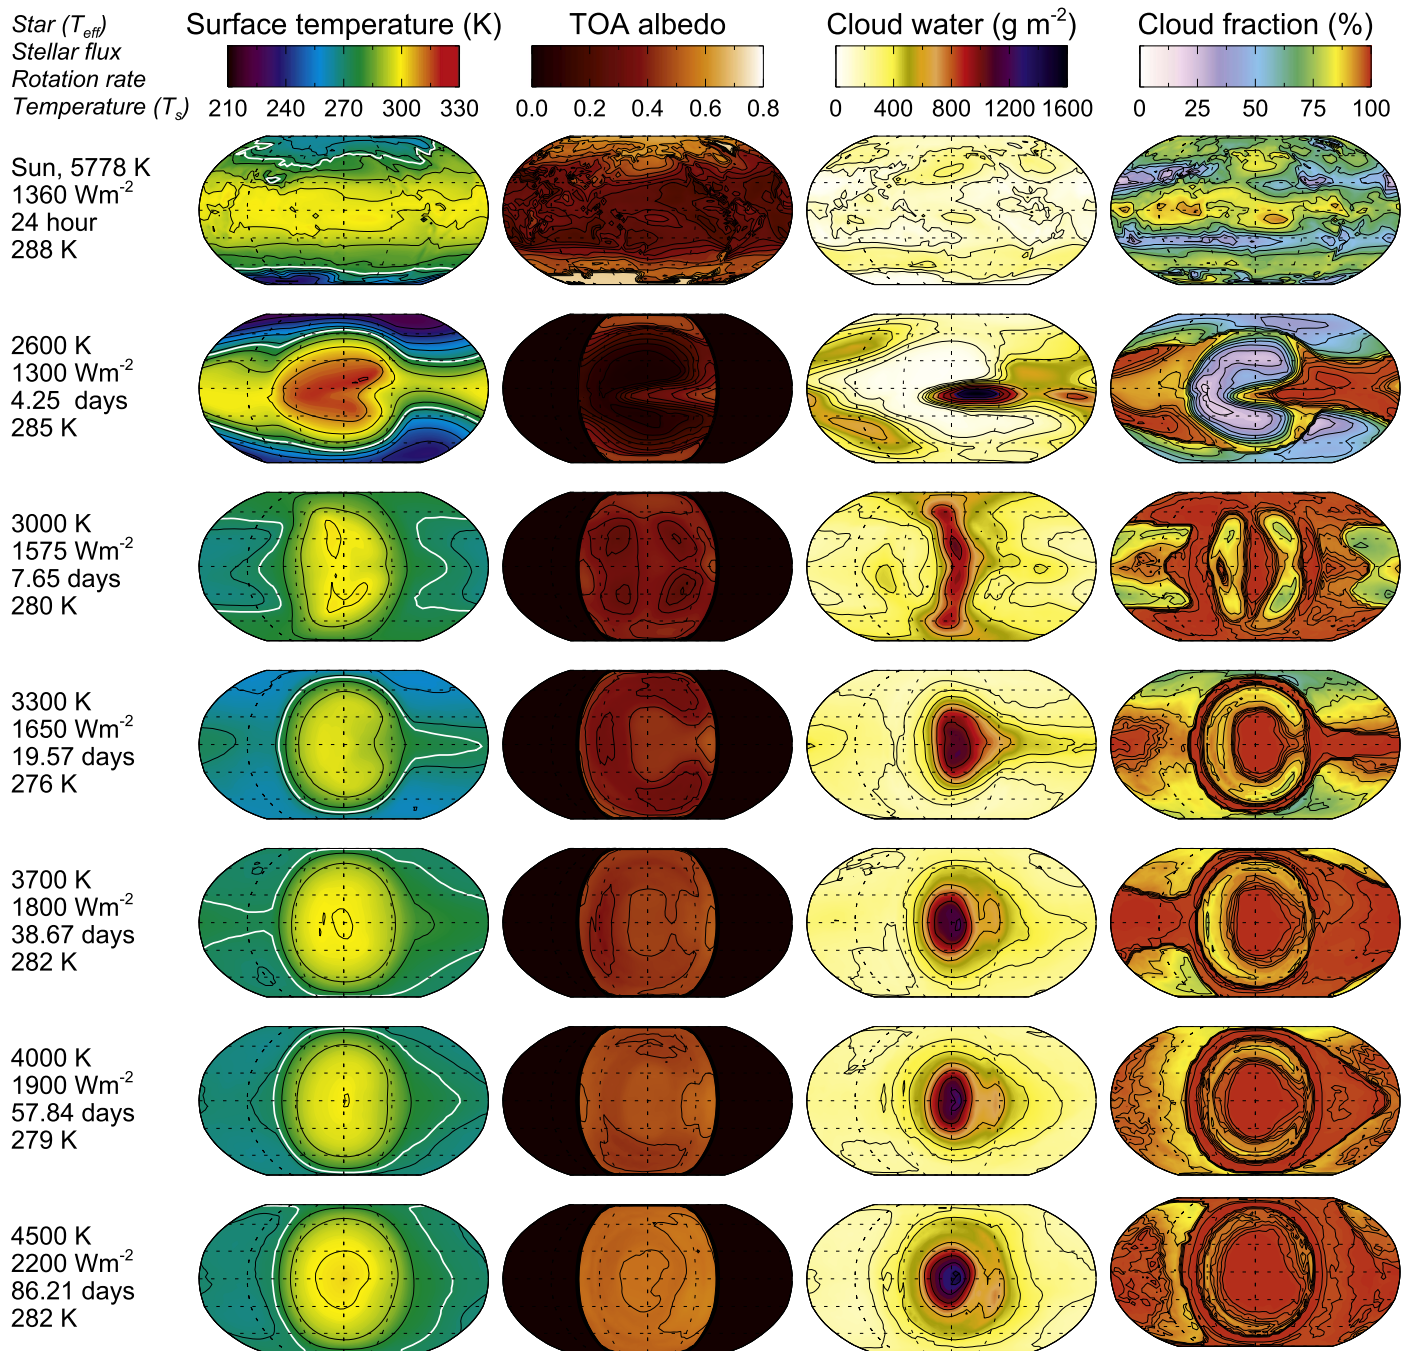 Star (Teff)
Stellar flux
Rotation rate
Temperature (Ts)
Surface temperature (K)
210 240 270 300 330
TOA albedo
0.0 0.2 0.4 0.6 0.8
Cloud water (g m-2)
0 400 800 1200 1600
Cloud fraction (%)
0 25 50 75 100
Sun, 5778 K
1360 Wm-2
24 hour
288 K
2600 K
1300 Wm-2
4.25 days
285 K
3000 K
1575 Wm-2
7.65 days
280 K
3300 K
1650 Wm-2
19.57 days
276 K
3700 K
1800 Wm-2
38.67 days
282 K
4000 K
1900 Wm-2
57.84 days
279 K
4500 K
2200 Wm-2
86.21 days
282 K